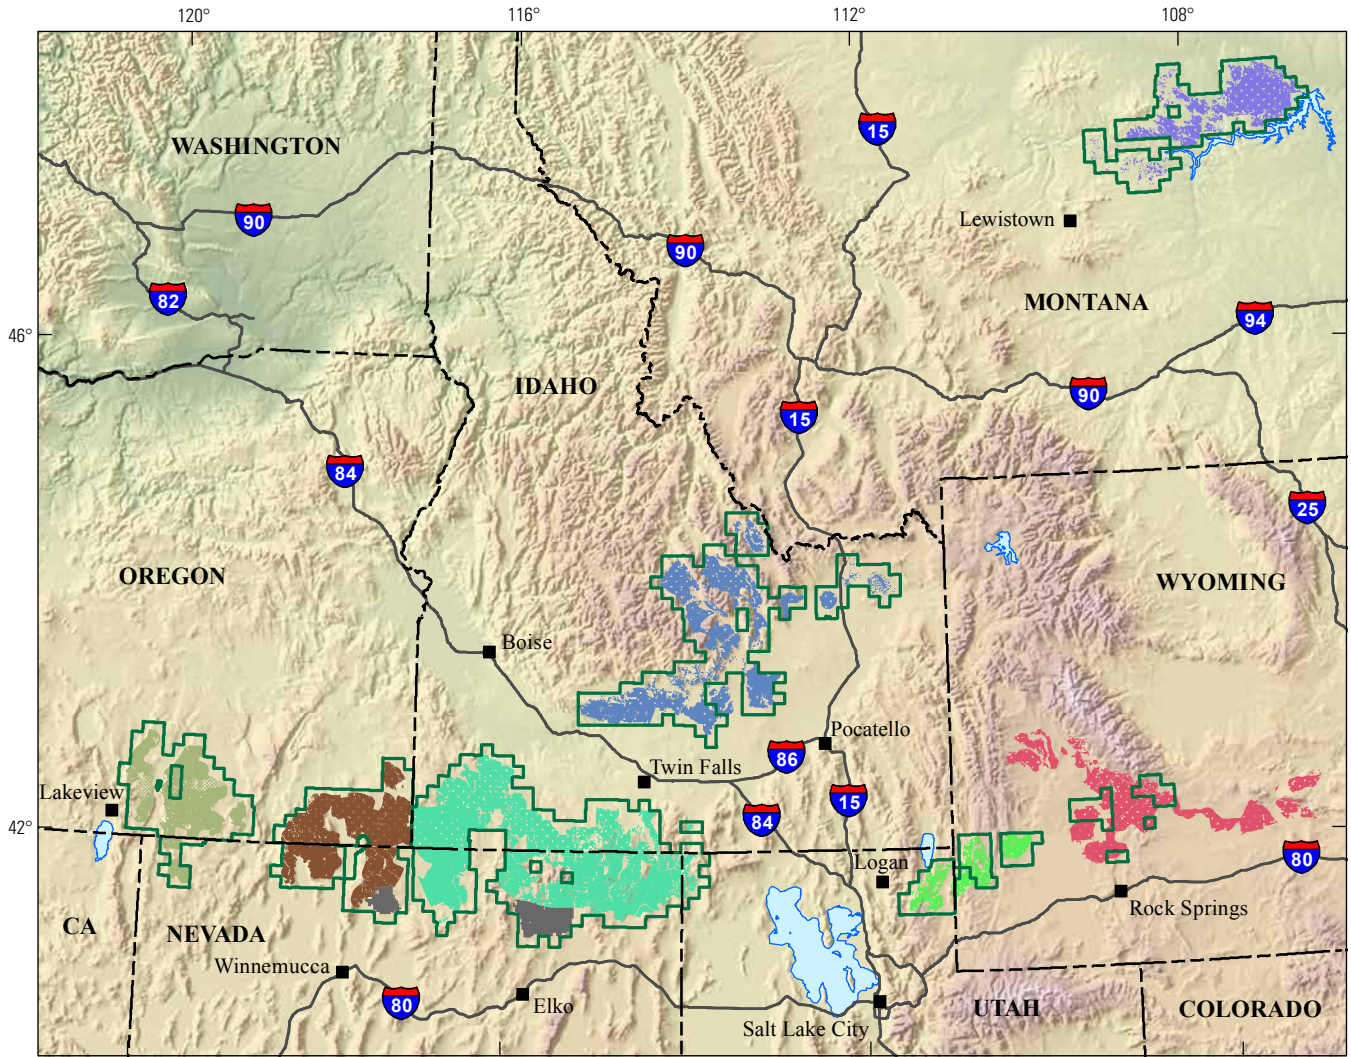 120°
116°
112°
108°
15
WASHINGTON
90
Lewistown
90
82
MONTANA
94
46°
IDAHO
90
15
84
25
OREGON
WYOMING
Boise
Pocatello
86
Twin Falls
Lakeview
15
84
42°
80
Logan
Rock Springs
CA
NEVADA
Winnemucca
80
Elko
Salt Lake City
UTAH
COLORADO